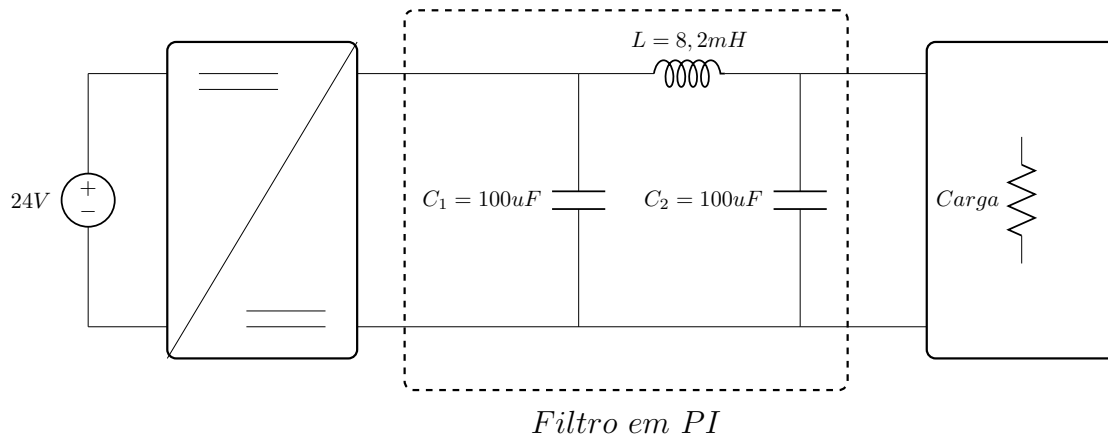 L = 8, 2mH
24V
+
−
C₁ = 100uF
C₂ = 100uF
Carga
Filtro em PI